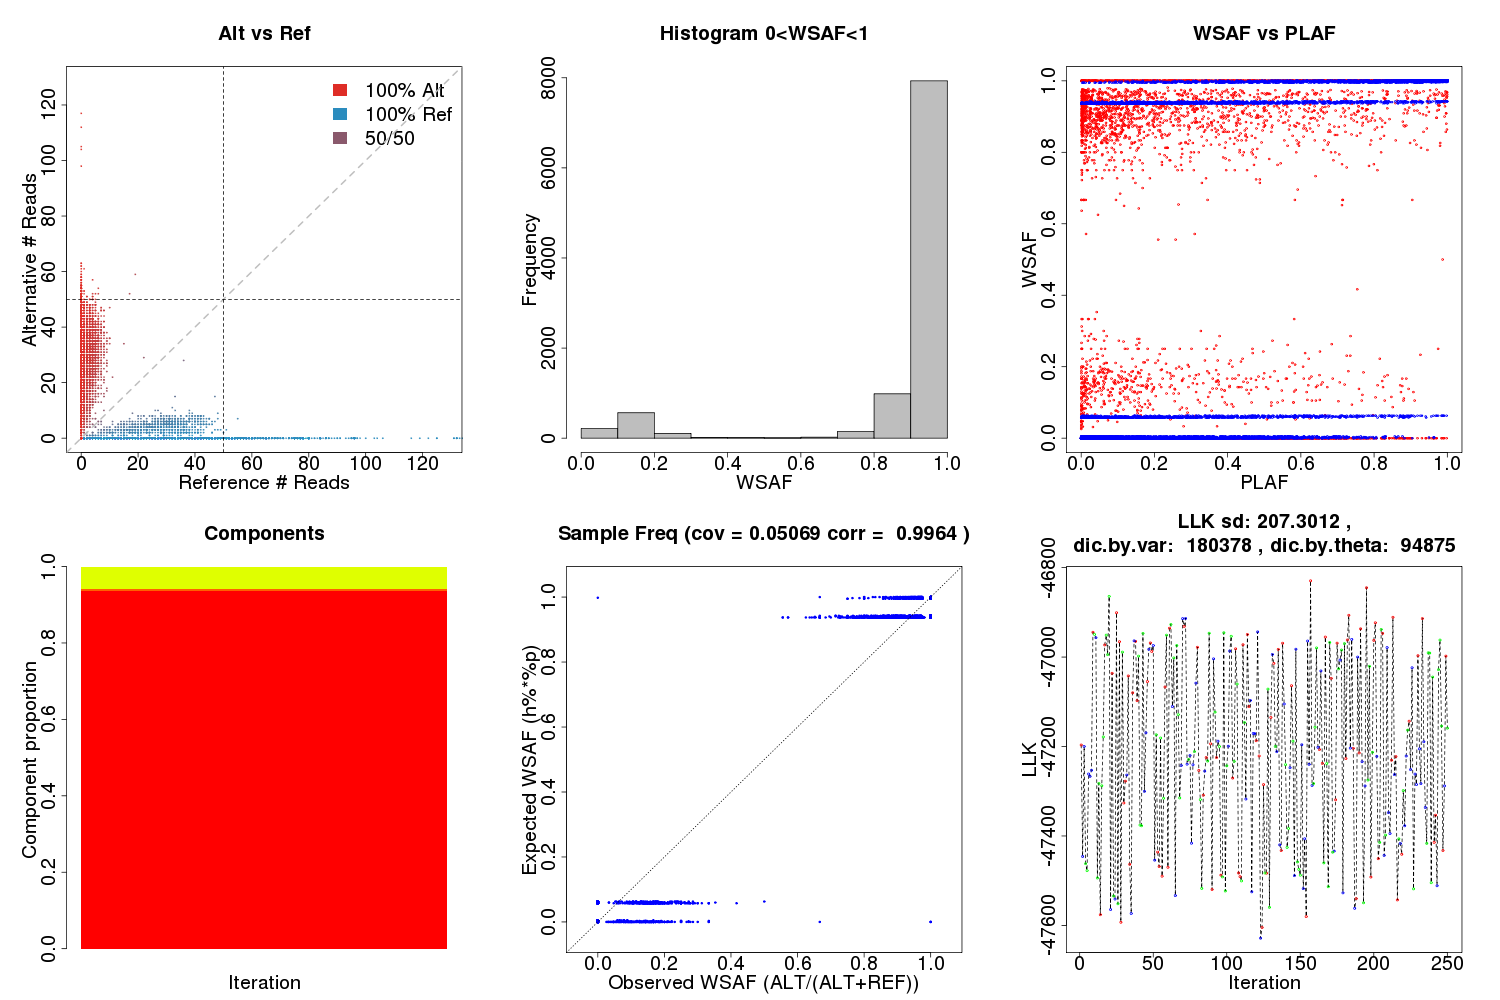 Alt vs Ref
100% Alt
100% Ref
50/50
Alternative # Reads
0 20 40 60 80 100 120
0 20 40 60 80 100 120
Reference # Reads
Histogram 0<WSAF<1
Frequency
0 2000 4000 6000 8000
0.0 0.2 0.4 0.6 0.8 1.0
WSAF
WSAF vs PLAF
WSAF
0.0 0.2 0.4 0.6 0.8 1.0
0.0 0.2 0.4 0.6 0.8 1.0
PLAF
Components
Component proportion
0.0 0.2 0.4 0.6 0.8 1.0
Iteration
Sample Freq (cov = 0.05069 corr = 0.9964 )
Expected WSAF (h%*%p)
0.0 0.2 0.4 0.6 0.8 1.0
0.0 0.2 0.4 0.6 0.8 1.0
Observed WSAF (ALT/(ALT+REF))
LLK sd: 207.3012 ,
dic.by.var: 180378 , dic.by.theta: 94875
LLK
-47600 -47400 -47200 -47000 -46800
0 50 100 150 200 250
Iteration